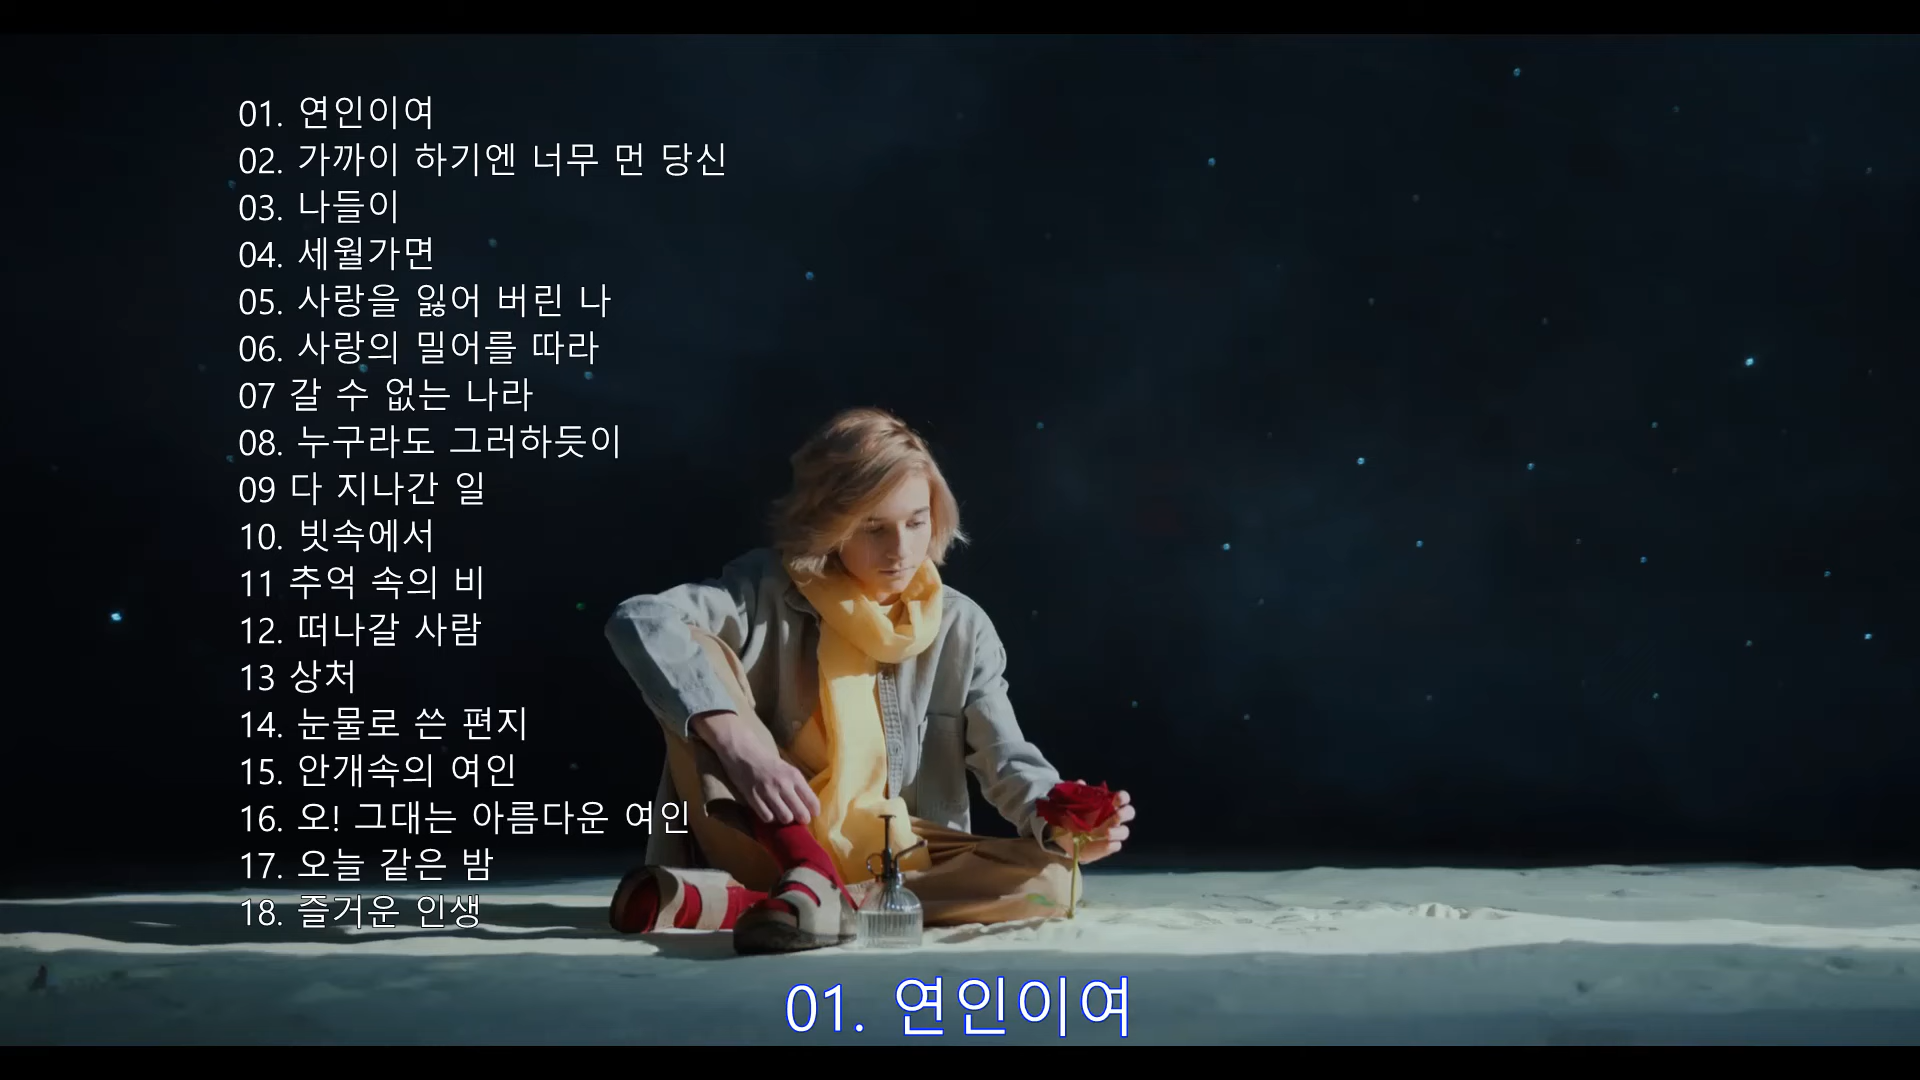 01. 연인이여
02. 가까이 하기엔 너무 먼 당신
03. 나들이
04. 세월가면
05. 사랑을 잃어 버린 나
06. 사랑의 밀어를 따라
07 갈 수 없는 나라
08. 누구라도 그러하듯이
09 다 지나간 일
10. 빗속에서
11 추억 속의 비
12. 떠나갈 사람
13 상처
14. 눈물로 쓴 편지
15. 안개속의 여인
16. 오! 그대는 아름다운 여인
17. 오늘 같은 밤
18. 즐거운 인생
01. 연인이여